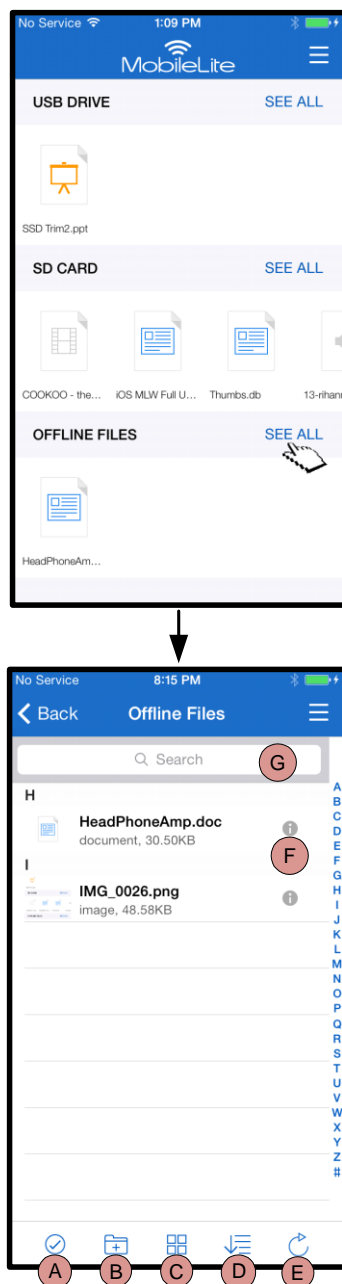 No Service 1:09 PM
MobileLite
USB DRIVE SEE ALL
SSD Trim2.ppt
SD CARD SEE ALL
COOKOO - the... iOS MLW Full U... Thumbs.db 13-rihann
OFFLINE FILES SEE ALL
HeadPhoneAm...
No Service 8:15 PM
Back Offline Files
Search G
H
HeadPhoneAmp.doc
document, 30.50KB
F
I
IMG_0026.png
image, 48.58KB
A
B
C
D
E
F
G
H
I
J
K
L
M
N
O
P
Q
R
S
T
U
V
W
X
Y
Z
#
A B C D E